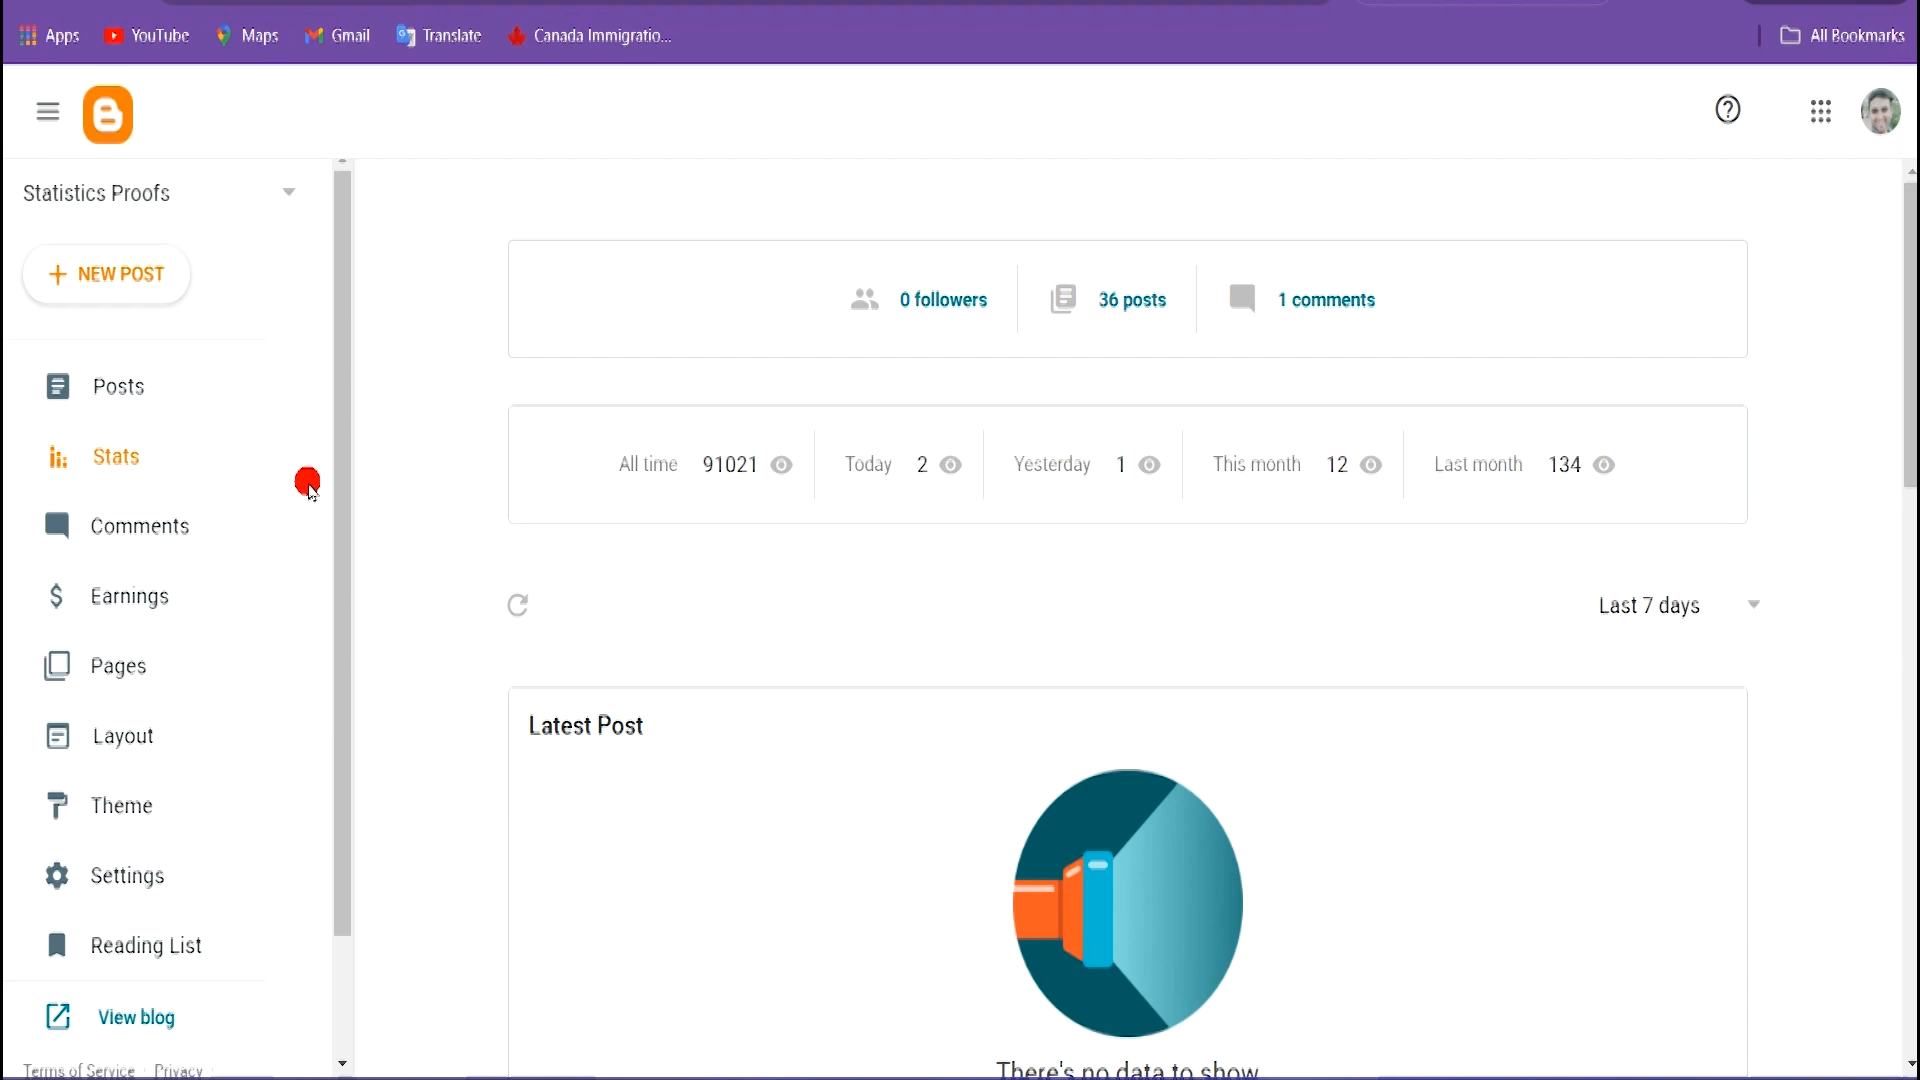 Apps YouTube Maps Gmail Translate Canada Immigratio... All Bookmarks
Statistics Proofs
NEW POST
Posts
Stats
Comments
Earnings
Pages
Layout
Theme
Settings
Reading List
View blog
Terms of Service · Privacy
0 followers 36 posts 1 comments
All time 91021 Today 2 Yesterday 1 This month 12 Last month 134
Last 7 days
Latest Post
There's no data to show